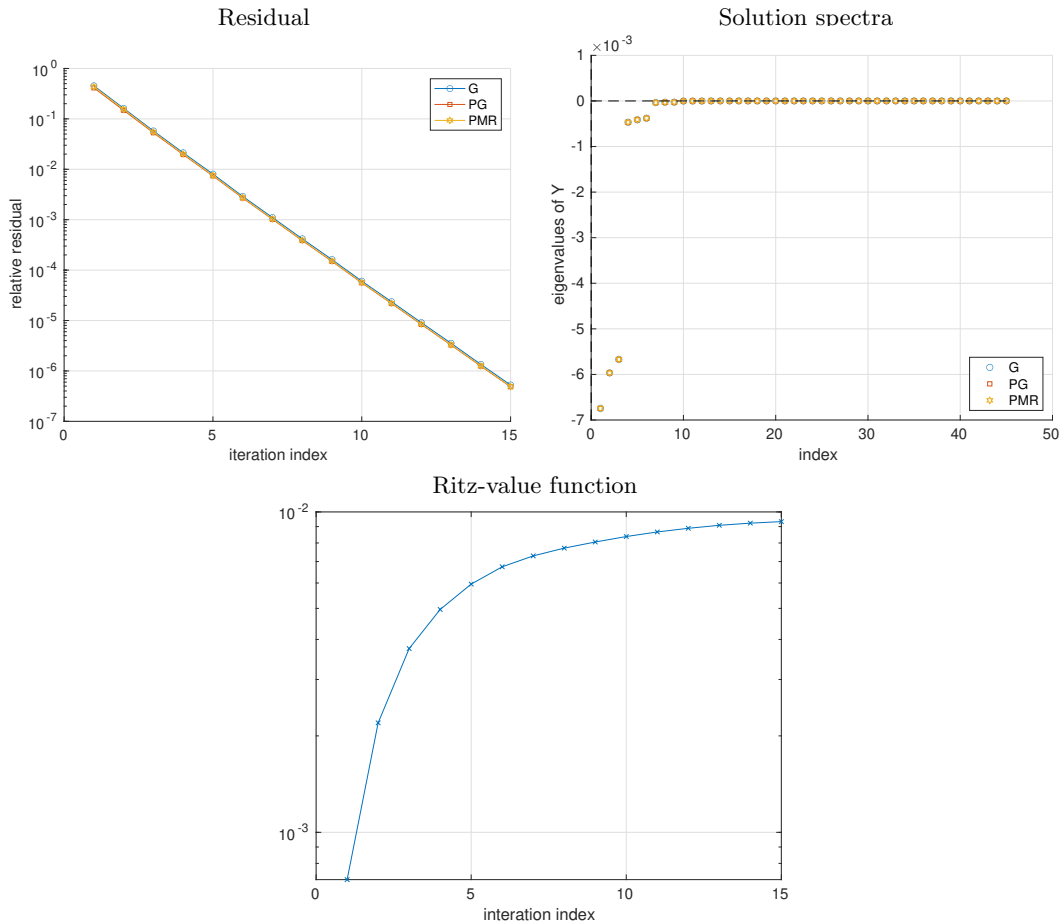 Residual
10^0
10^-1
10^-2
10^-3
10^-4
10^-5
10^-6
10^-7
relative residual
G
PG
PMR
0 5 10 15
iteration index
Solution spectra
×10^-3
1
0
-1
-2
-3
-4
-5
-6
-7
eigenvalues of Y
G
PG
PMR
0 10 20 30 40 50
index
Ritz-value function
10^-2
10^-3
0 5 10 15
interation index